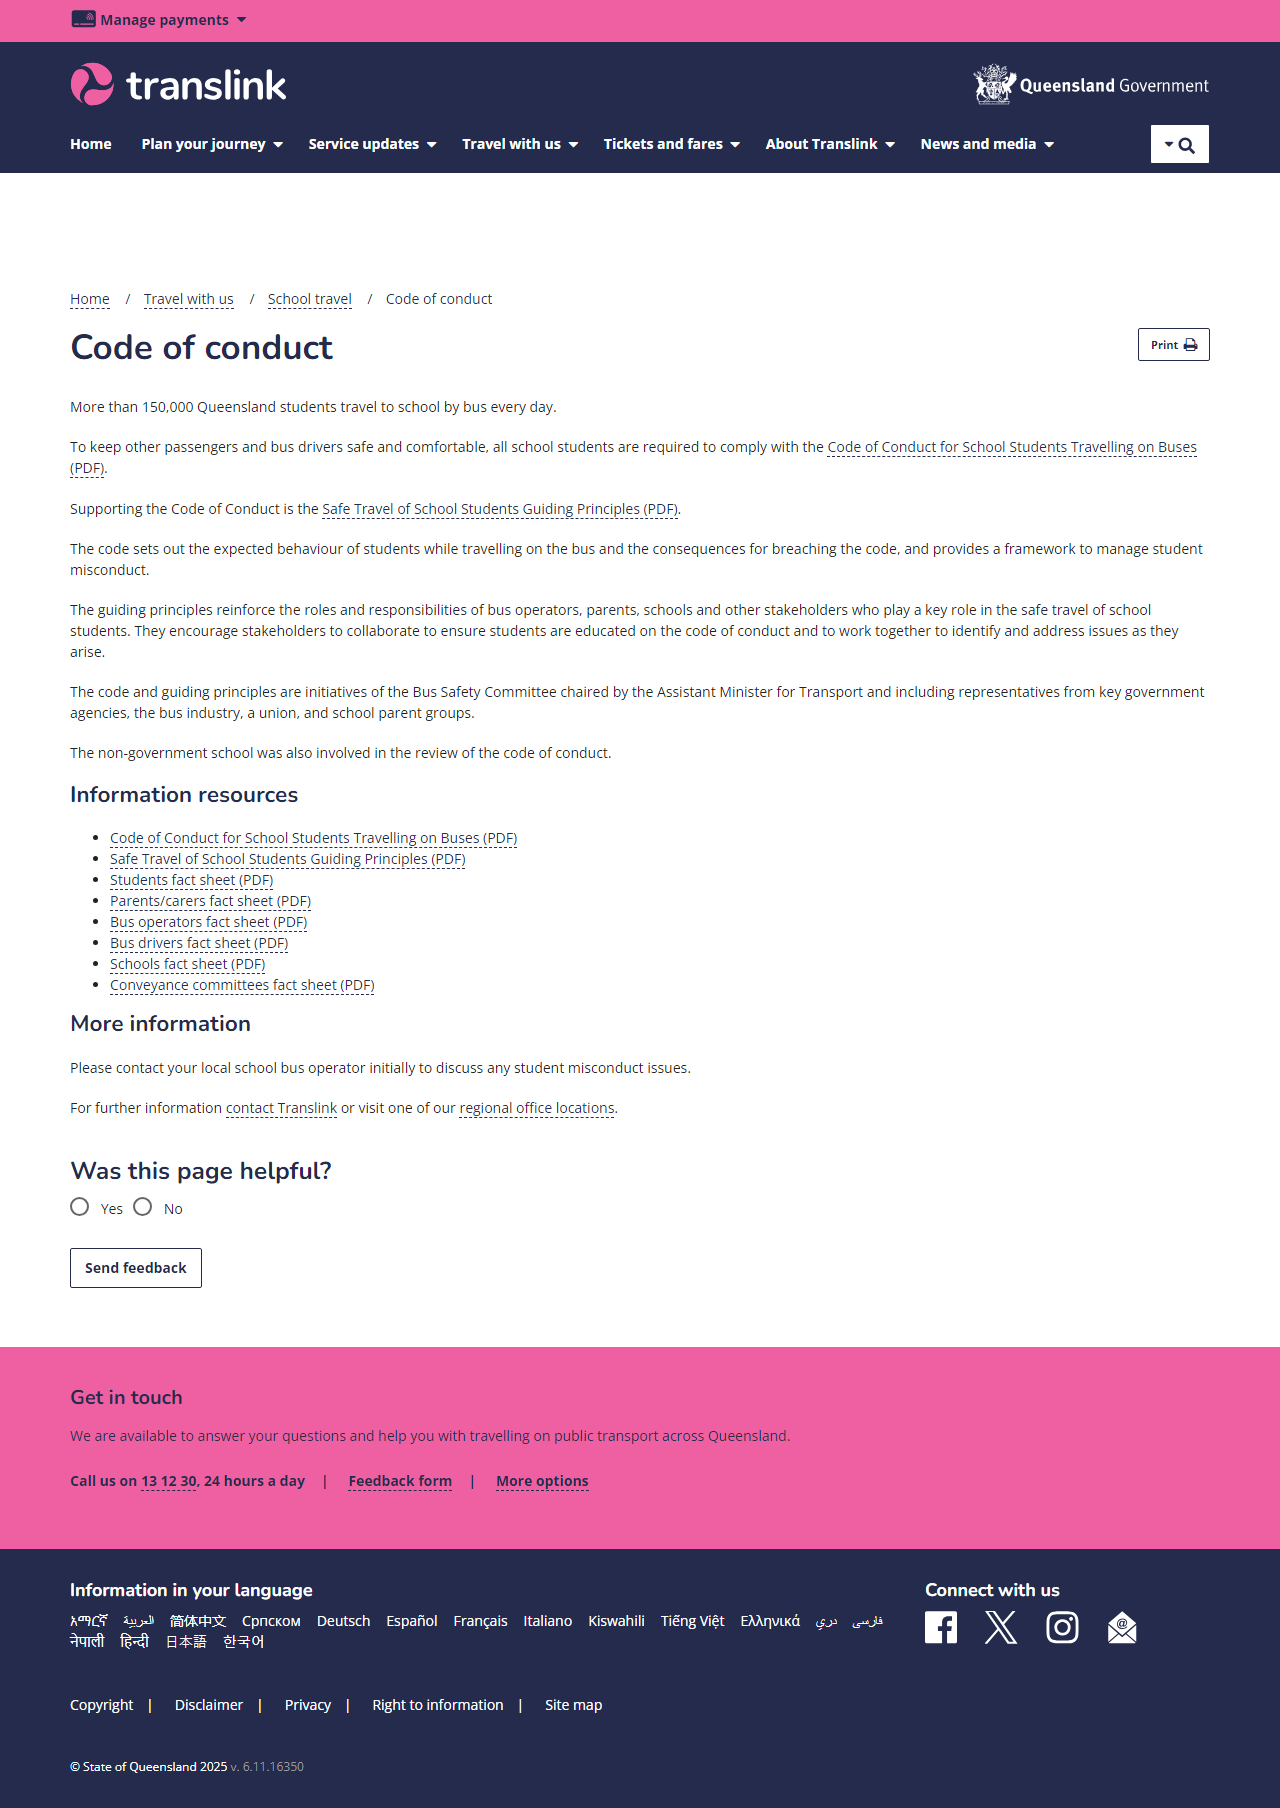 Manage payments
translink
Queensland Government
Home Plan your journey Service updates Travel with us Tickets and fares About Translink News and media
Home / Travel with us / School travel / Code of conduct
Code of conduct
Print
More than 150,000 Queensland students travel to school by bus every day.
To keep other passengers and bus drivers safe and comfortable, all school students are required to comply with the Code of Conduct for School Students Travelling on Buses
(PDF).
Supporting the Code of Conduct is the Safe Travel of School Students Guiding Principles (PDF).
The code sets out the expected behaviour of students while travelling on the bus and the consequences for breaching the code, and provides a framework to manage student
misconduct.
The guiding principles reinforce the roles and responsibilities of bus operators, parents, schools and other stakeholders who play a key role in the safe travel of school
students. They encourage stakeholders to collaborate to ensure students are educated on the code of conduct and to work together to identify and address issues as they
arise.
The code and guiding principles are initiatives of the Bus Safety Committee chaired by the Assistant Minister for Transport and including representatives from key government
agencies, the bus industry, a union, and school parent groups.
The non-government school was also involved in the review of the code of conduct.
Information resources
Code of Conduct for School Students Travelling on Buses (PDF)
Safe Travel of School Students Guiding Principles (PDF)
Students fact sheet (PDF)
Parents/carers fact sheet (PDF)
Bus operators fact sheet (PDF)
Bus drivers fact sheet (PDF)
Schools fact sheet (PDF)
Conveyance committees fact sheet (PDF)
More information
Please contact your local school bus operator initially to discuss any student misconduct issues.
For further information contact Translink or visit one of our regional office locations.
Was this page helpful?
Yes No
Send feedback
Get in touch
We are available to answer your questions and help you with travelling on public transport across Queensland.
Call us on 13 12 30, 24 hours a day | Feedback form | More options
Information in your language
አማርኛ العربية 简体中文 Српском Deutsch Español Français Italiano Kiswahili Tiếng Việt Ελληνικά دري فارسی
नेपाली हिन्दी 日本語 한국어
Connect with us
Copyright | Disclaimer | Privacy | Right to information | Site map
© State of Queensland 2025 v. 6.11.16350